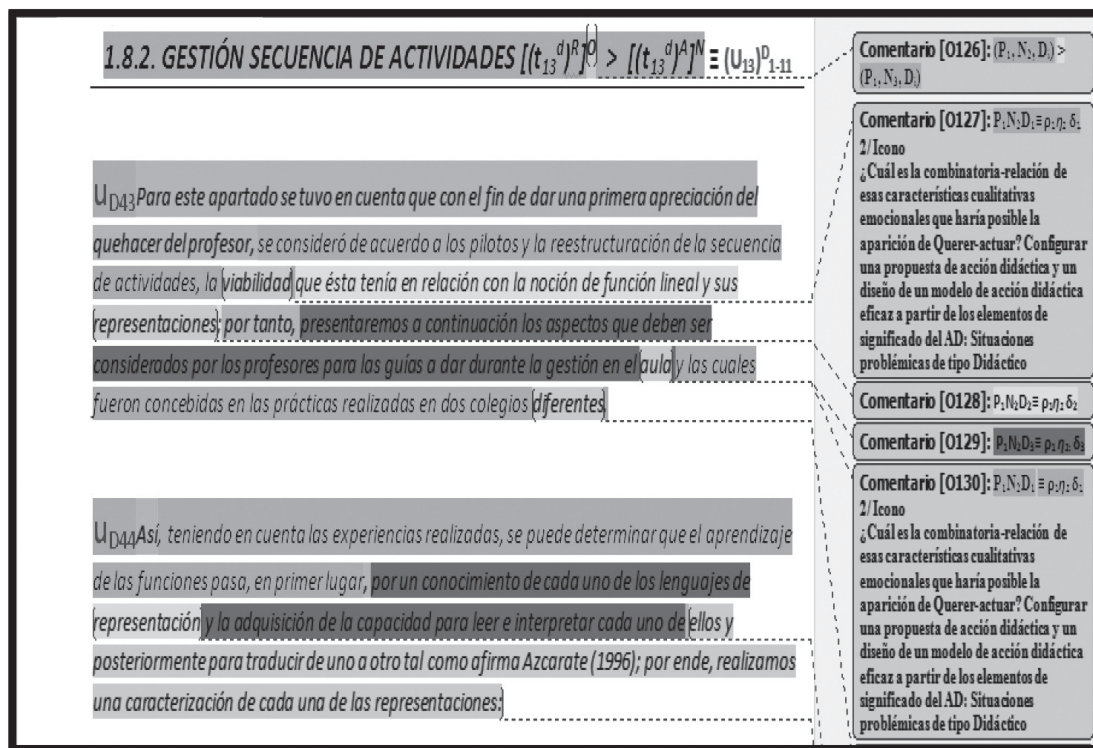 1.8.2. GESTIÓN SECUENCIA DE ACTIVIDADES [(t₁₃ᵈ)ᴿ]⁽ᴼ⁾ > [(t₁₃ᵈ)ᴬ]ᴺ ≡ (U₁₃)ᴰ₁₋₁₁
U_D43 Para este apartado se tuvo en cuenta que con el fin de dar una primera apreciación del
quehacer del profesor, se consideró de acuerdo a los pilotos y la reestructuración de la secuencia
de actividades, la viabilidad que ésta tenía en relación con la noción de función lineal y sus
representaciones; por tanto, presentaremos a continuación los aspectos que deben ser
considerados por los profesores para las guías a dar durante la gestión en el aula y las cuales
fueron concebidas en las prácticas realizadas en dos colegios diferentes.
U_D44 Así, teniendo en cuenta las experiencias realizadas, se puede determinar que el aprendizaje
de las funciones pasa, en primer lugar, por un conocimiento de cada uno de los lenguajes de
representación y la adquisición de la capacidad para leer e interpretar cada uno de ellos y
posteriormente para traducir de uno a otro tal como afirma Azcarate (1996); por ende, realizamos
una caracterización de cada una de las representaciones:
Comentario [O126]: (P₁, N₂, Dᵢ) >
(P₁, N₃, Dᵢ)
Comentario [O127]: P₁N₂D₁≡ρ₁η₂ δ₁
2/ Icono
¿Cuál es la combinatoria-relación de
esas características cualitativas
emocionales que haría posible la
aparición de Querer-actuar? Configurar
una propuesta de acción didáctica y un
diseño de un modelo de acción didáctica
eficaz a partir de los elementos de
significado del AD: Situaciones
problémicas de tipo Didáctico
Comentario [O128]: P₁N₂D₂≡ρ₁η₂ δ₂
Comentario [O129]: P₁N₂D₃≡ρ₁η₂ δ₃
Comentario [O130]: P₁N₂D₁ ≡ρ₁η₂ δ₁
2/ Icono
¿Cuál es la combinatoria-relación de
esas características cualitativas
emocionales que haría posible la
aparición de Querer-actuar? Configurar
una propuesta de acción didáctica y un
diseño de un modelo de acción didáctica
eficaz a partir de los elementos de
significado del AD: Situaciones
problémicas de tipo Didáctico